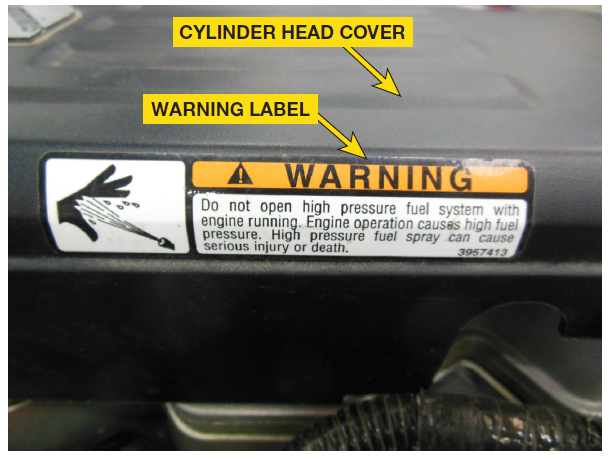 CYLINDER HEAD COVER
WARNING LABEL
WARNING
Do not open high pressure fuel system with
engine running. Engine operation causes high fuel
pressure. High pressure fuel spray can cause
serious injury or death.
3957413